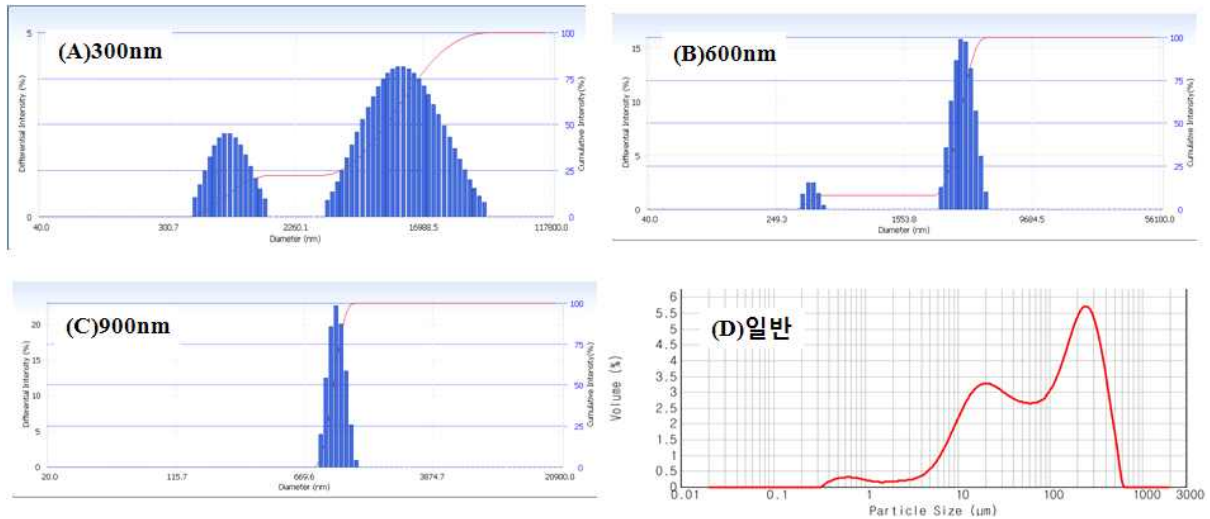 (A)300nm
5
0
Differential Intensity (%)
100
75
50
25
0
Cumulative Intensity(%)
40.0 300.7 2260.1 16988.5 117800.0
Diameter (nm)
(B)600nm
15
10
5
0
Differential Intensity (%)
100
75
50
25
0
Cumulative Intensity(%)
40.0 249.3 1553.8 9684.5 56100.0
Diameter (nm)
(C)900nm
20
15
10
5
0
Differential Intensity (%)
100
75
50
25
0
Cumulative Intensity(%)
20.0 115.7 669.6 3874.7 20900.0
Diameter (nm)
(D)일반
6
5.5
5
4.5
4
3.5
3
2.5
2
1.5
1
0.5
0
Volume (%)
0.01 0.1 1 10 100 1000 3000
Particle Size (µm)